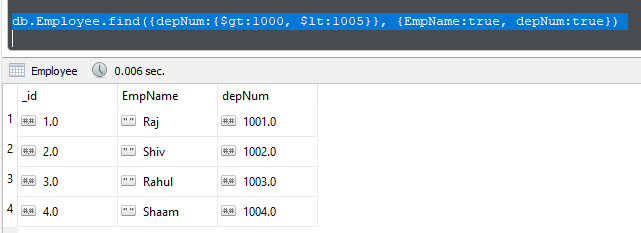 db.Employee.find({depNum:{$gt:1000, $lt:1005}}, {EmpName:true, depNum:true})
Employee 0.006 sec.
_id EmpName depNum
1 #.# 1.0 "" Raj #.# 1001.0
2 #.# 2.0 "" Shiv #.# 1002.0
3 #.# 3.0 "" Rahul #.# 1003.0
4 #.# 4.0 "" Shaam #.# 1004.0